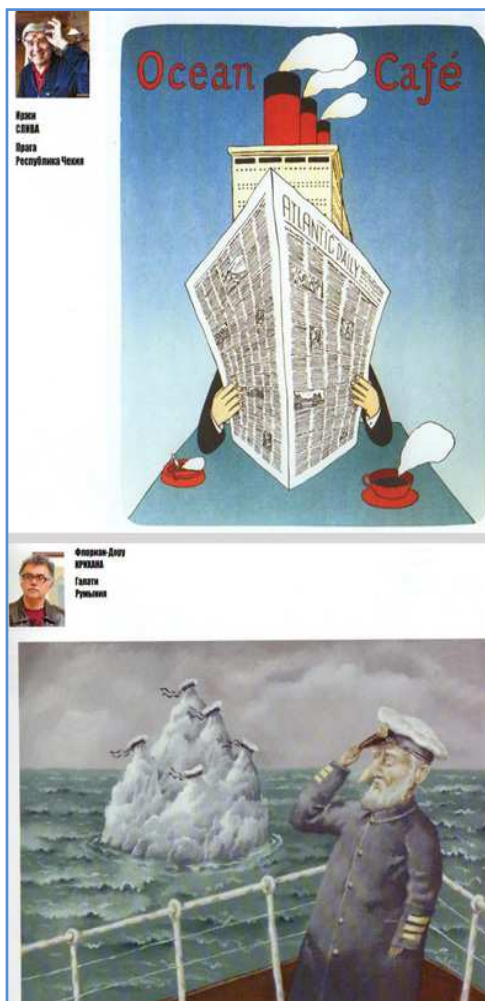 Иржи
СЛИВА
Прага
Республика Чехия
Ocean Café
ATLANTIC DAILY
Флориан-Дору
КРИХАНА
Галати
Румыния